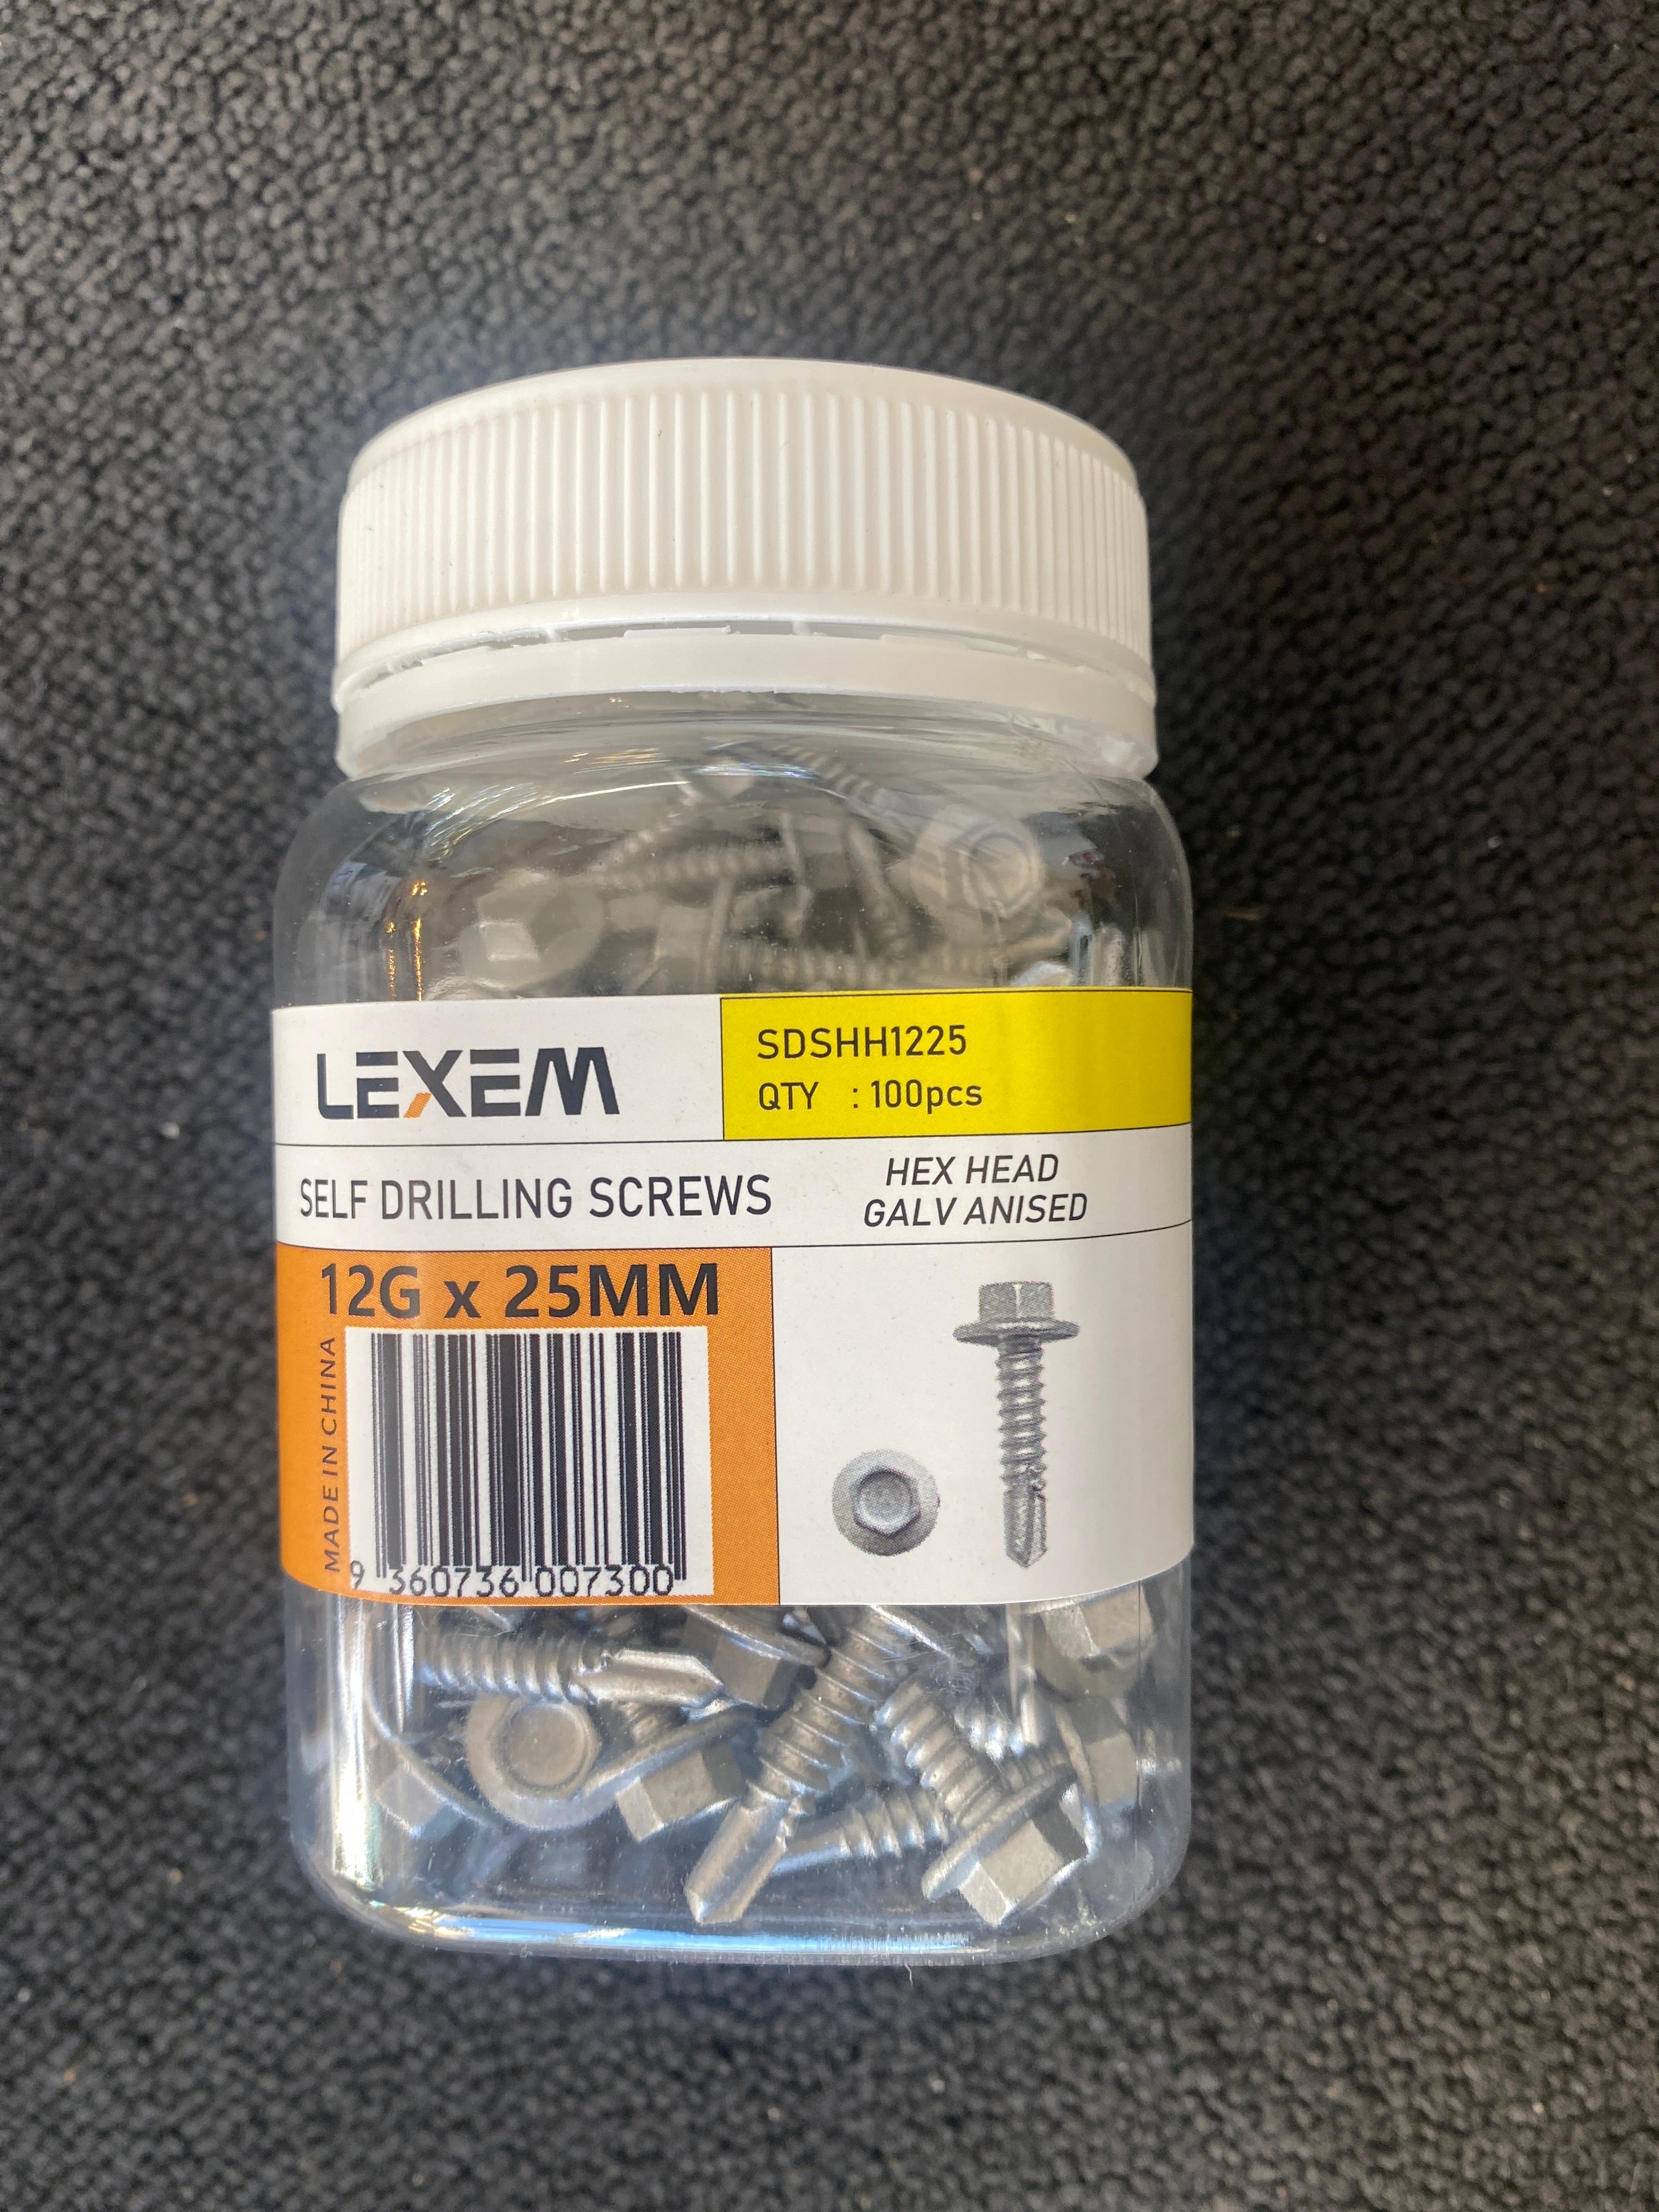 LEXEM
SDSHH1225
QTY : 100pcs
SELF DRILLING SCREWS
HEX HEAD
GALV ANISED
12G x 25MM
MADE IN CHINA
9 360736 007300